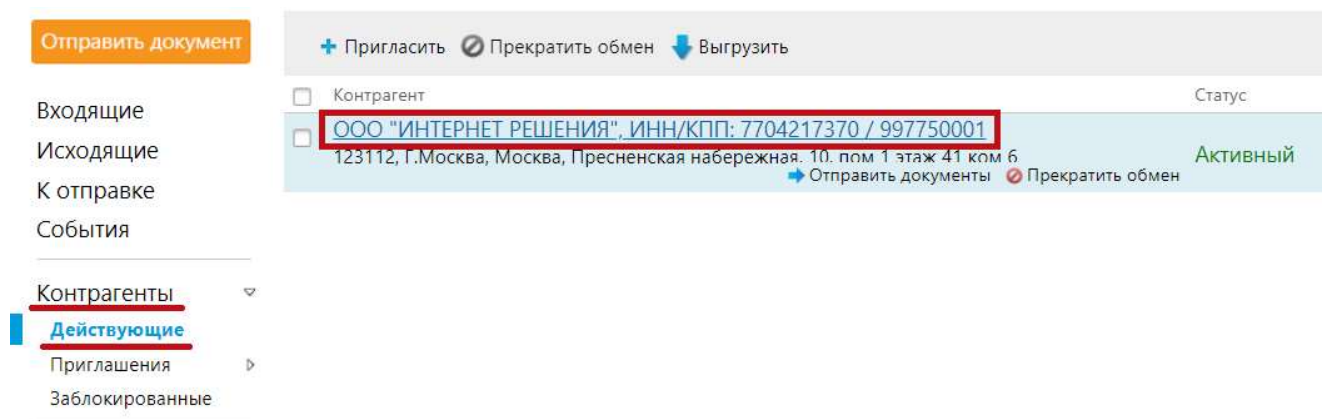 Отправить документ
Пригласить Прекратить обмен Выгрузить
Контрагент Статус
ООО "ИНТЕРНЕТ РЕШЕНИЯ", ИНН/КПП: 7704217370 / 997750001
123112, Г.Москва, Москва, Пресненская набережная, 10, пом 1 этаж 41 ком 6
Активный
Отправить документы Прекратить обмен
Входящие
Исходящие
К отправке
События
Контрагенты
Действующие
Приглашения
Заблокированные